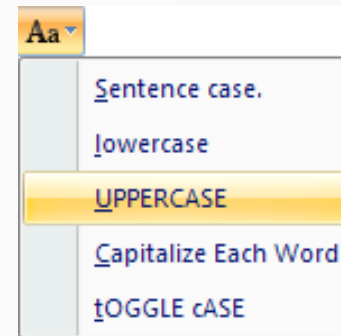 Aa
Sentence case.
lowercase
UPPERCASE
Capitalize Each Word
tOGGLE cASE